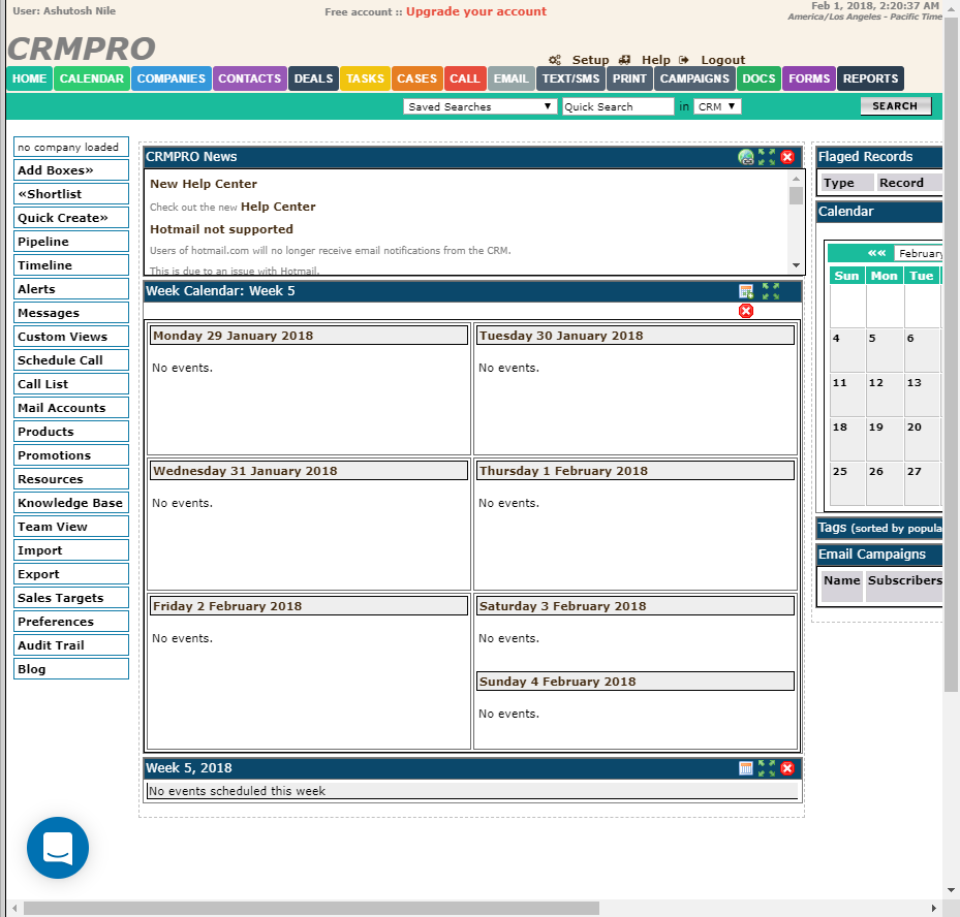 User: Ashutosh Nile
Free account :: Upgrade your account
Feb 1, 2018, 2:20:37 AM
America/Los Angeles - Pacific Time
CRMPRO
Setup Help Logout
HOME CALENDAR COMPANIES CONTACTS DEALS TASKS CASES CALL EMAIL TEXT/SMS PRINT CAMPAIGNS DOCS FORMS REPORTS
Saved Searches Quick Search in CRM SEARCH
no company loaded
Add Boxes»
«Shortlist
Quick Create»
Pipeline
Timeline
Alerts
Messages
Custom Views
Schedule Call
Call List
Mail Accounts
Products
Promotions
Resources
Knowledge Base
Team View
Import
Export
Sales Targets
Preferences
Audit Trail
Blog
CRMPRO News
New Help Center
Check out the new Help Center
Hotmail not supported
Users of hotmail.com will no longer receive email notifications from the CRM.
This is due to an issue with Hotmail.
Week Calendar: Week 5
Monday 29 January 2018
No events.
Tuesday 30 January 2018
No events.
Wednesday 31 January 2018
No events.
Thursday 1 February 2018
No events.
Friday 2 February 2018
No events.
Saturday 3 February 2018
No events.
Sunday 4 February 2018
No events.
Week 5, 2018
No events scheduled this week
Flaged Records
Type Record
Calendar
«« February
Sun Mon Tue
4 5 6
11 12 13
18 19 20
25 26 27
Tags (sorted by popula
Email Campaigns
Name Subscribers